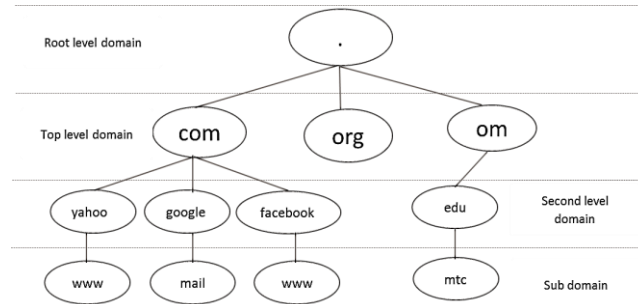 Root level domain
.
Top level domain
com
org
om
yahoo
google
facebook
edu
Second level
domain
www
mail
www
mtc
Sub domain